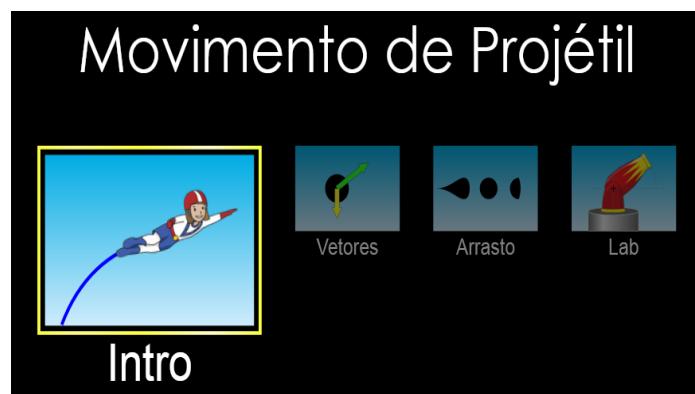 Movimento de Projétil
Intro
Vetores
Arrasto
Lab